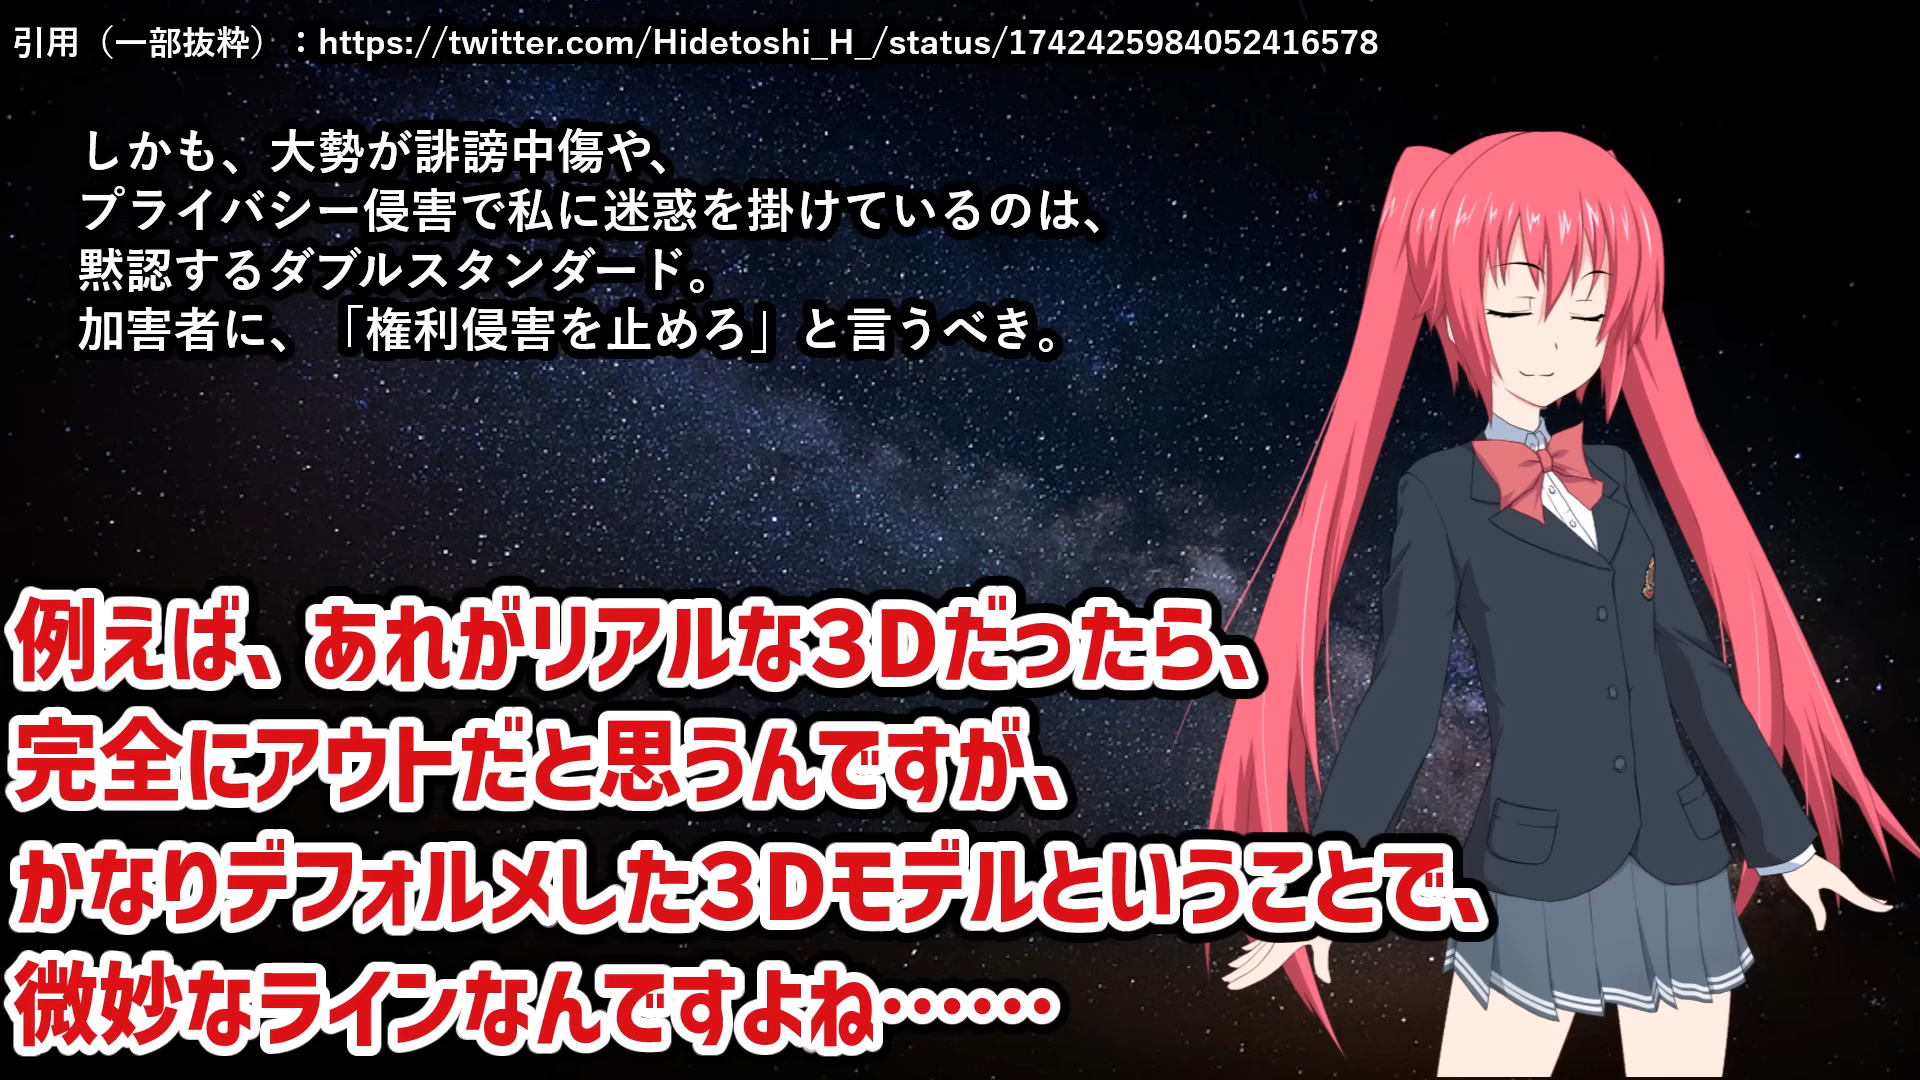 引用（一部抜粋）：https://twitter.com/Hidetoshi_H_/status/1742425984052416578
しかも、大勢が誹謗中傷や、
プライバシー侵害で私に迷惑を掛けているのは、
黙認するダブルスタンダード。
加害者に、「権利侵害を止めろ」と言うべき。
例えば、あれがリアルな３Ｄだったら、
完全にアウトだと思うんですが、
かなりデフォルメした３Ｄモデルということで、
微妙なラインなんですよね……